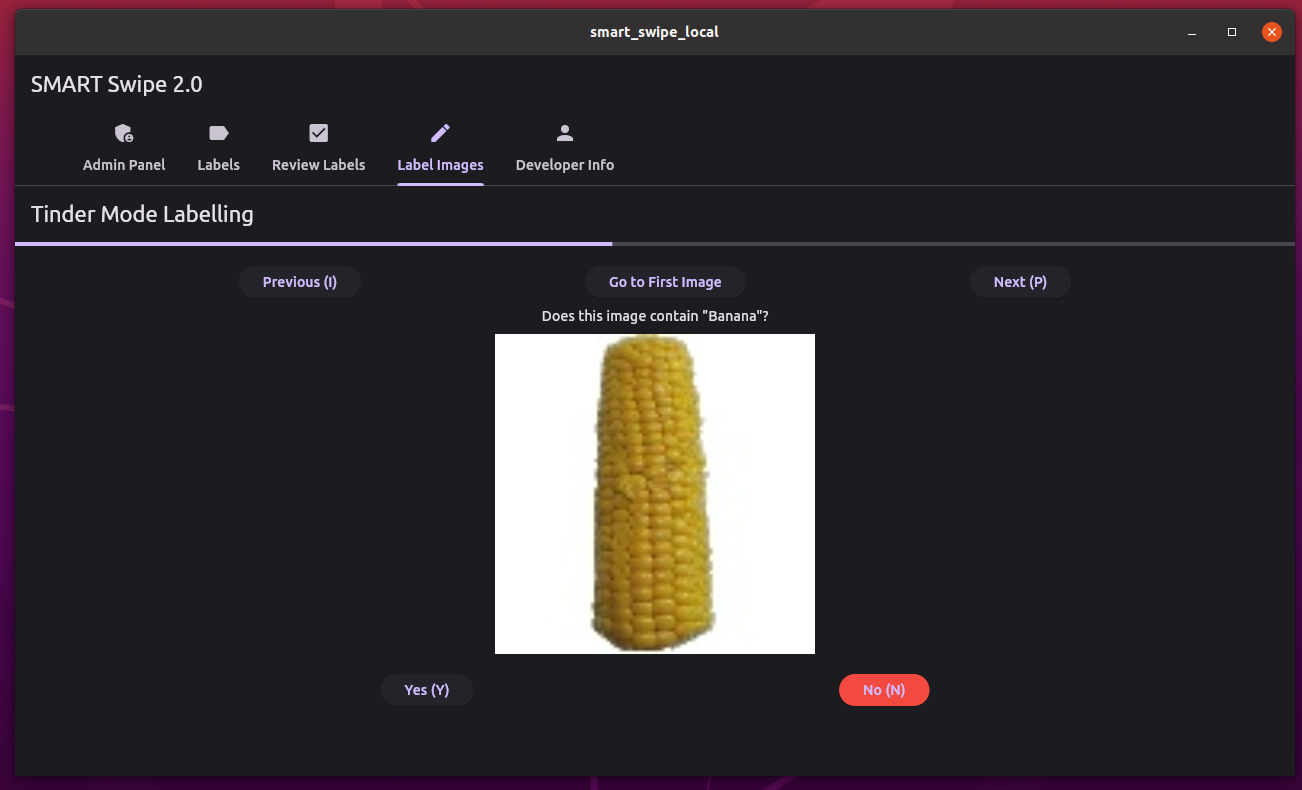 smart_swipe_local
SMART Swipe 2.0
Admin Panel
Labels
Review Labels
Label Images
Developer Info
Tinder Mode Labelling
Previous (I)
Go to First Image
Next (P)
Does this image contain "Banana"?
Yes (Y)
No (N)